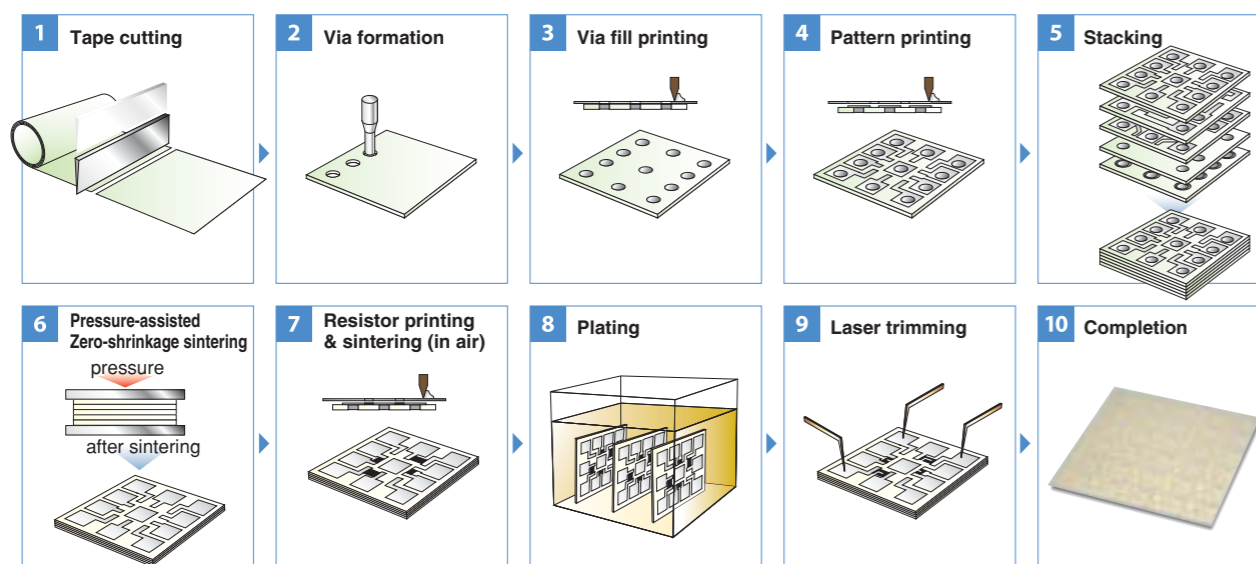 1 Tape cutting
2 Via formation
3 Via fill printing
4 Pattern printing
5 Stacking
6 Pressure-assisted
Zero-shrinkage sintering
pressure
after sintering
7 Resistor printing
& sintering (in air)
8 Plating
9 Laser trimming
10 Completion